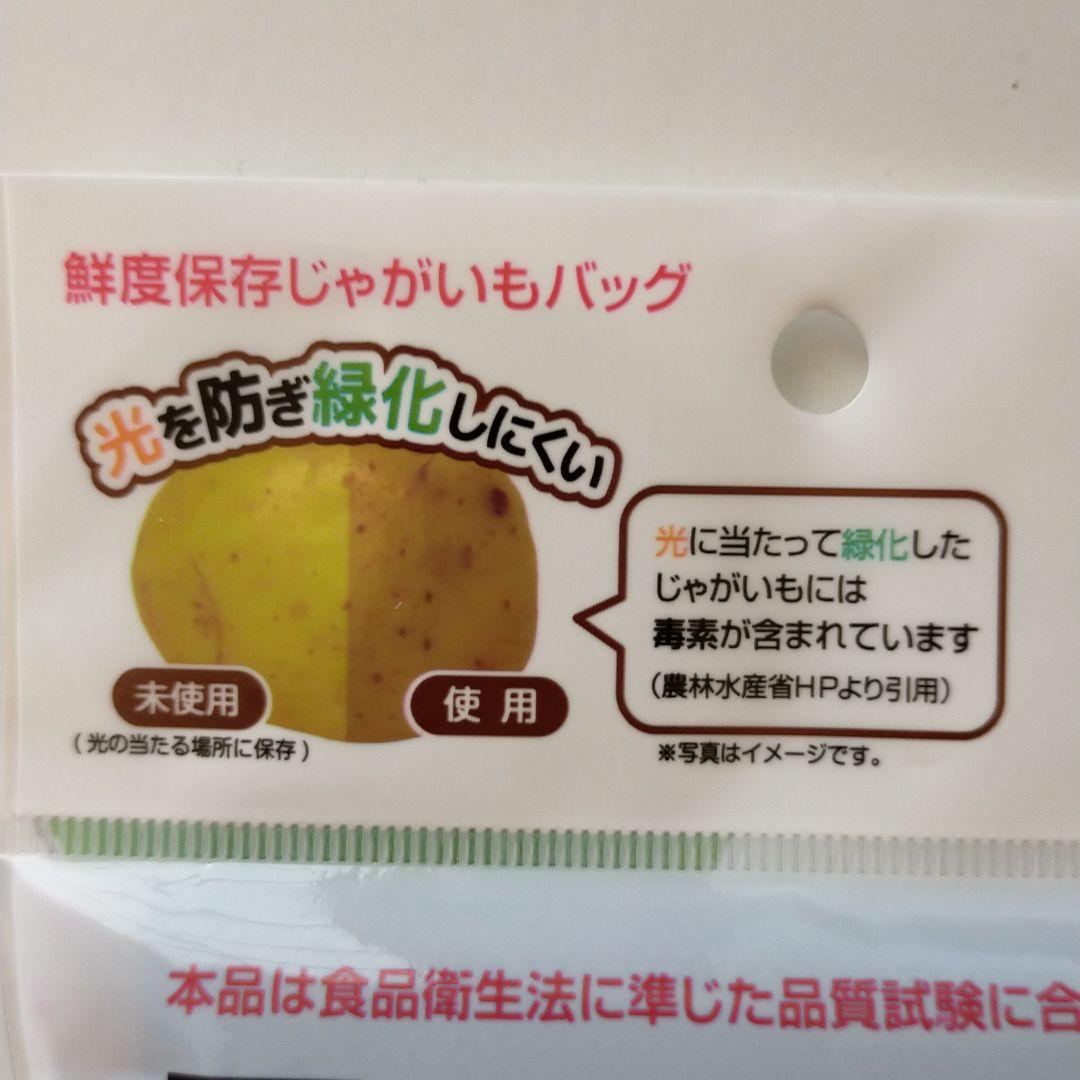 鮮度保存じゃがいもバッグ
光を防ぎ緑化しにくい
光に当たって緑化した
じゃがいもには
毒素が含まれています
(農林水産省HPより引用)
未使用
使用
(光の当たる場所に保存)
※写真はイメージです。
本品は食品衛生法に準じた品質試験に合